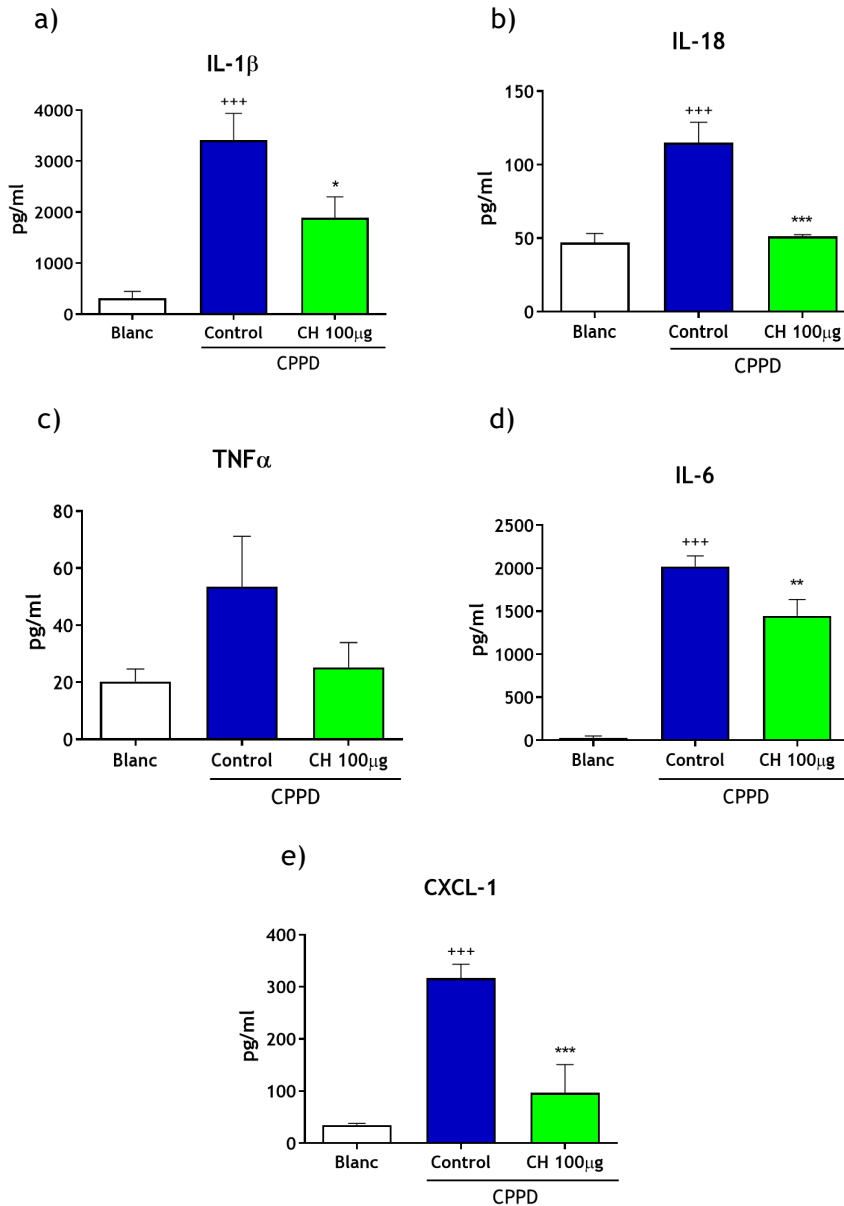 a)
IL-1β
4000
3000
2000
1000
0
pg/ml
+++
*
Blanc Control CH 100μg
CPPD
b)
IL-18
150
100
50
0
pg/ml
+++
***
Blanc Control CH 100μg
CPPD
c)
TNFα
80
60
40
20
0
pg/ml
Blanc Control CH 100μg
CPPD
d)
IL-6
2500
2000
1500
1000
500
0
pg/ml
+++
**
Blanc Control CH 100μg
CPPD
e)
CXCL-1
400
300
200
100
0
pg/ml
+++
***
Blanc Control CH 100μg
CPPD